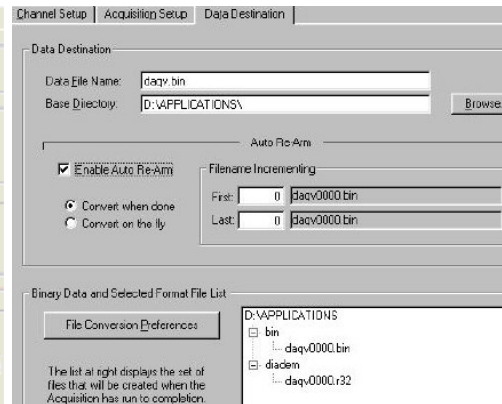 Channel Setup Acquisition Setup Data Destination
Data Destination
Data File Name: daqv.bin
Base Directory: D:\APPLICATIONS\ Browse
Auto Re-Arm
Enable Auto Re-Arm
Filename Incrementing
Convert when done
First: 0 daqv0000.bin
Convert on the fly
Last: 0 daqv0000.bin
Binary Data and Selected Format File List
File Conversion Preferences
D:\APPLICATIONS
bin
daqv0000.bin
diadem
daqv0000.r32
The list at right displays the set of
files that will be created when the
Acquisition has run to completion.